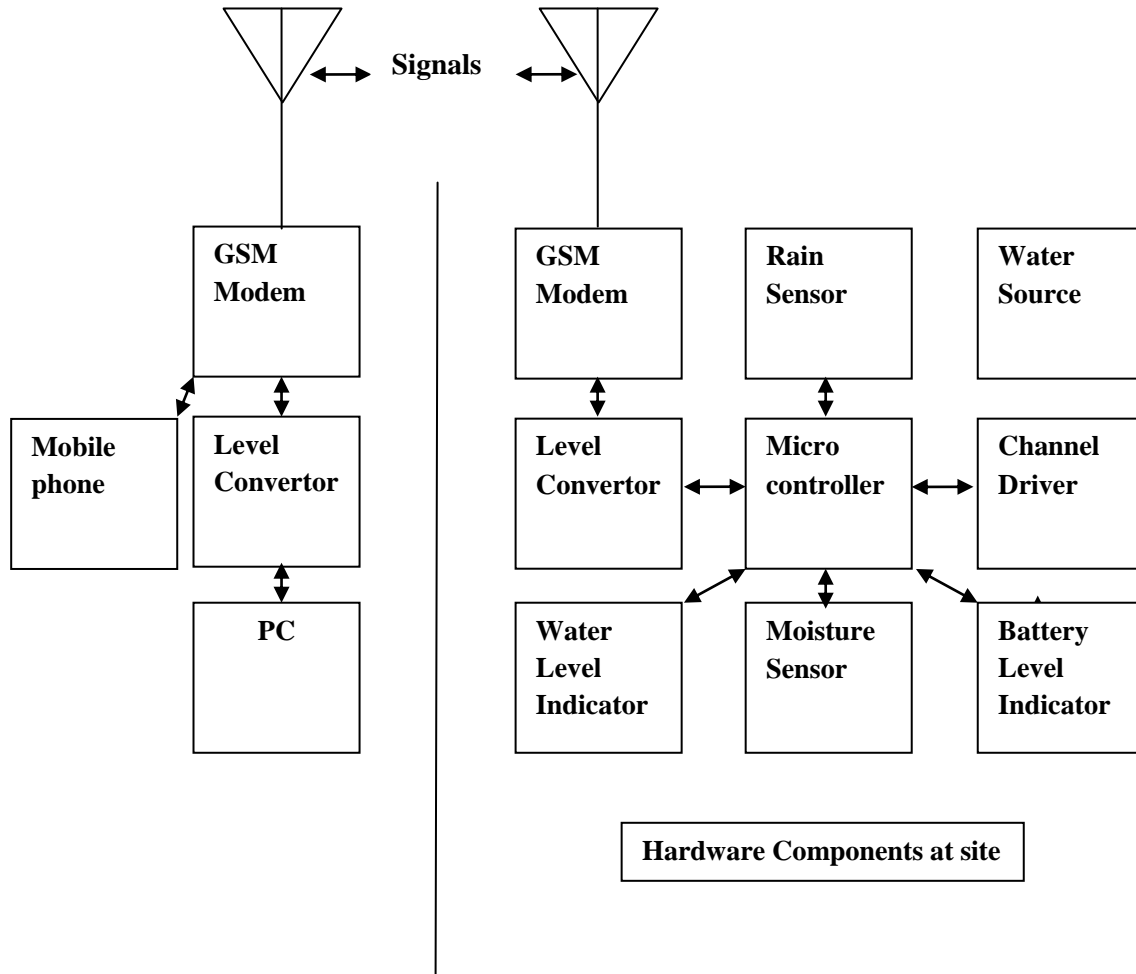 Signals
GSM
Modem
GSM
Modem
Rain
Sensor
Water
Source
Mobile
phone
Level
Convertor
Level
Convertor
Micro
controller
Channel
Driver
PC
Water
Level
Indicator
Moisture
Sensor
Battery
Level
Indicator
Hardware Components at site